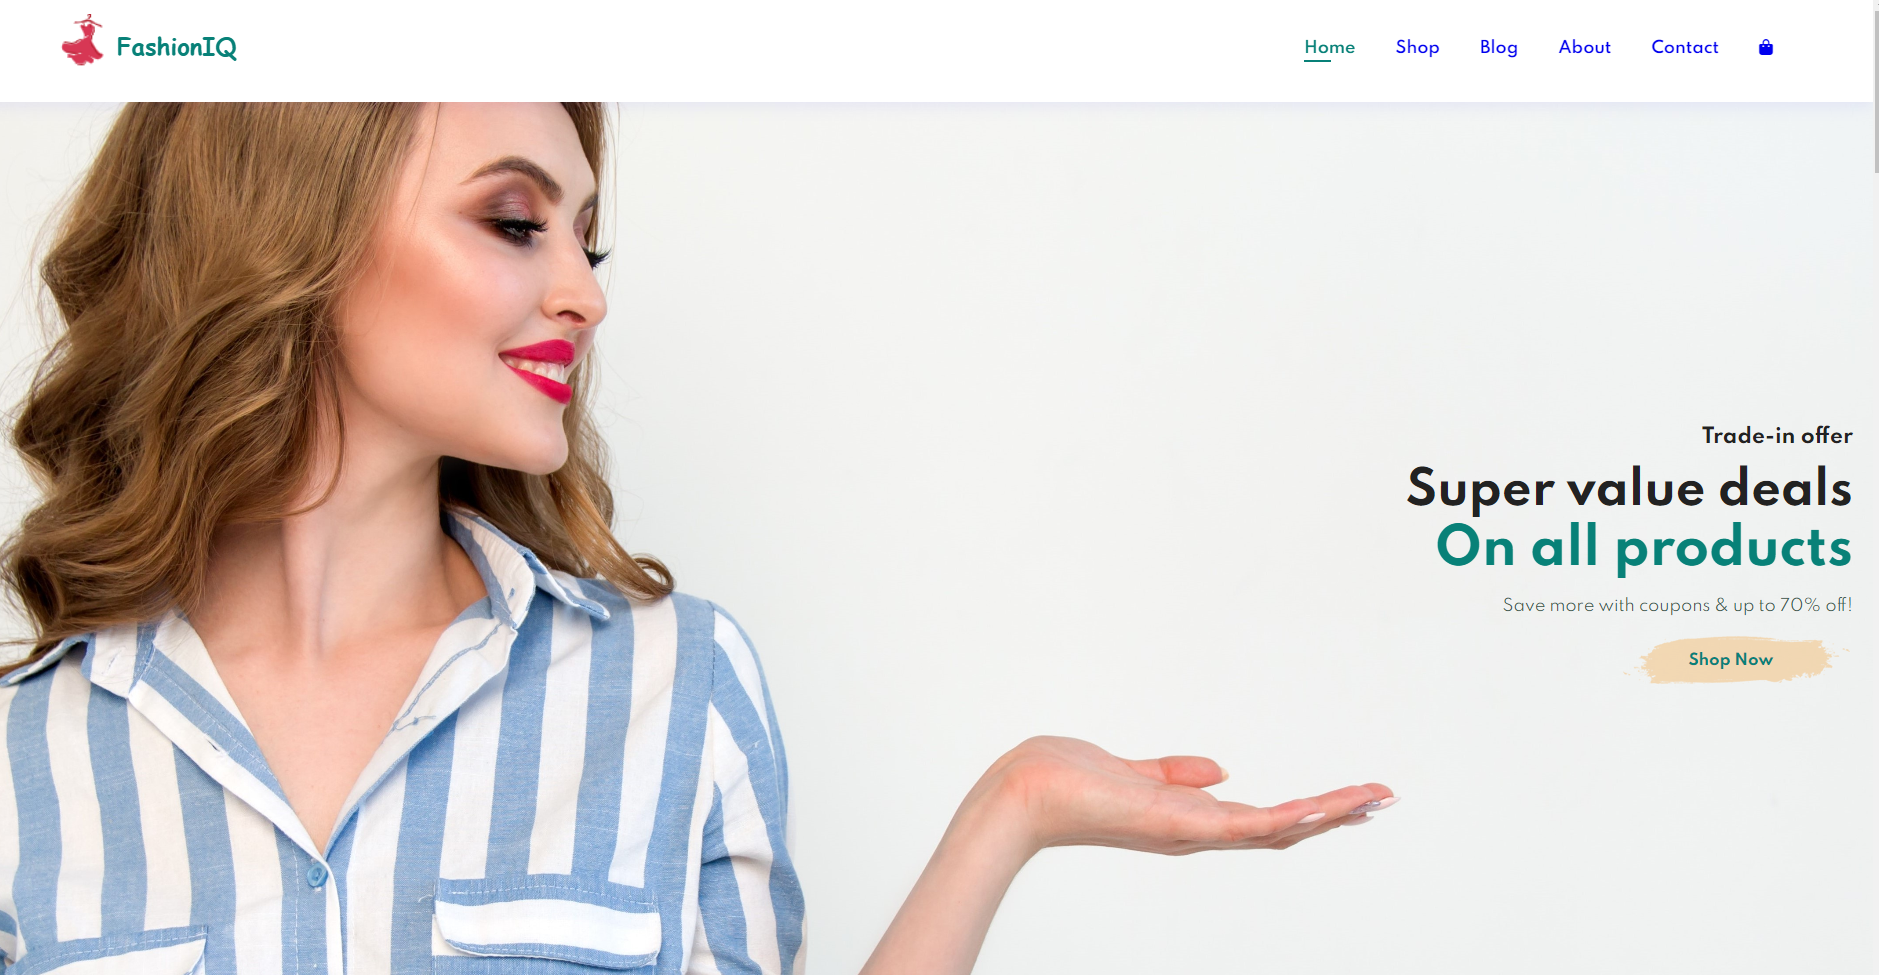 FashionIQ
Home Shop Blog About Contact
Trade-in offer
Super value deals
On all products
Save more with coupons & up to 70% off!
Shop Now